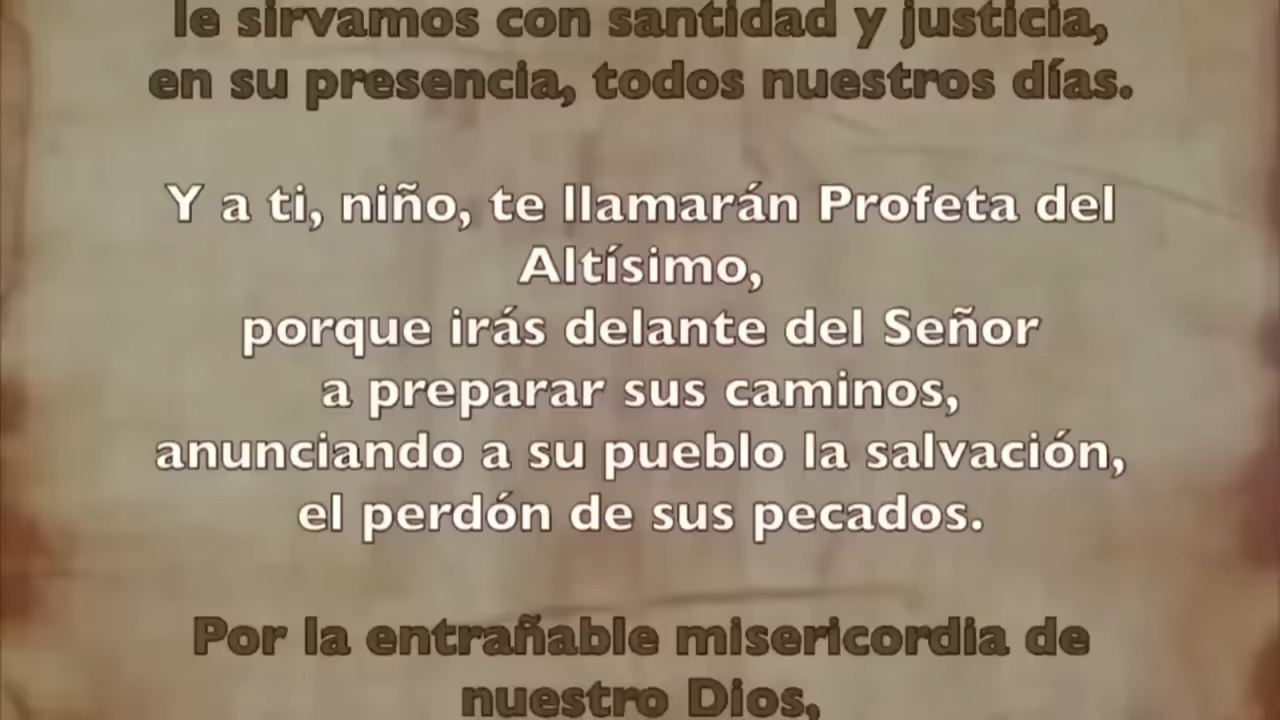 le sirvamos con santidad y justicia,
en su presencia, todos nuestros días.
Y a ti, niño, te llamarán Profeta del
Altísimo,
porque irás delante del Señor
a preparar sus caminos,
anunciando a su pueblo la salvación,
el perdón de sus pecados.
Por la entrañable misericordia de
nuestro Dios,